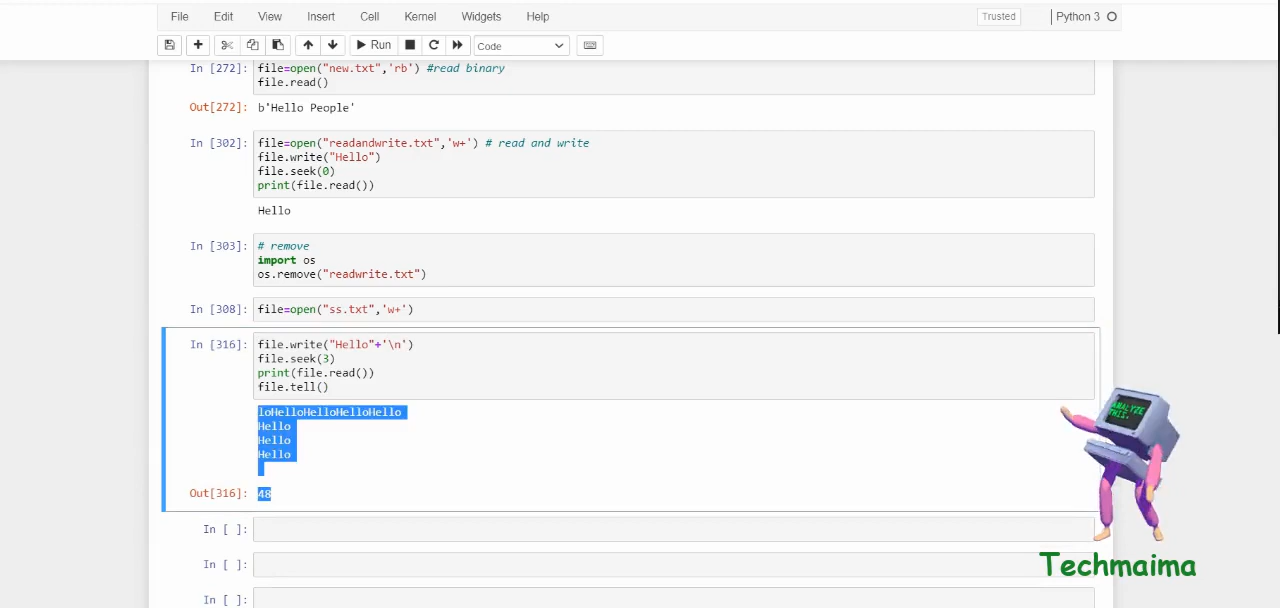 File Edit View Insert Cell Kernel Widgets Help Trusted Python 3
Run Code
In [272]: file=open("new.txt",'rb') #read binary
file.read()
Out[272]: b'Hello People'
In [302]: file=open("readandwrite.txt",'w+') # read and write
file.write("Hello")
file.seek(0)
print(file.read())
Hello
In [303]: # remove
import os
os.remove("readwrite.txt")
In [308]: file=open("ss.txt",'w+')
In [316]: file.write("Hello"+'\n')
file.seek(3)
print(file.read())
file.tell()
loHelloHelloHelloHello
Hello
Hello
Hello
Out[316]: 48
In [ ]:
In [ ]:
In [ ]:
ANALYZE
THIS.
Techmaima